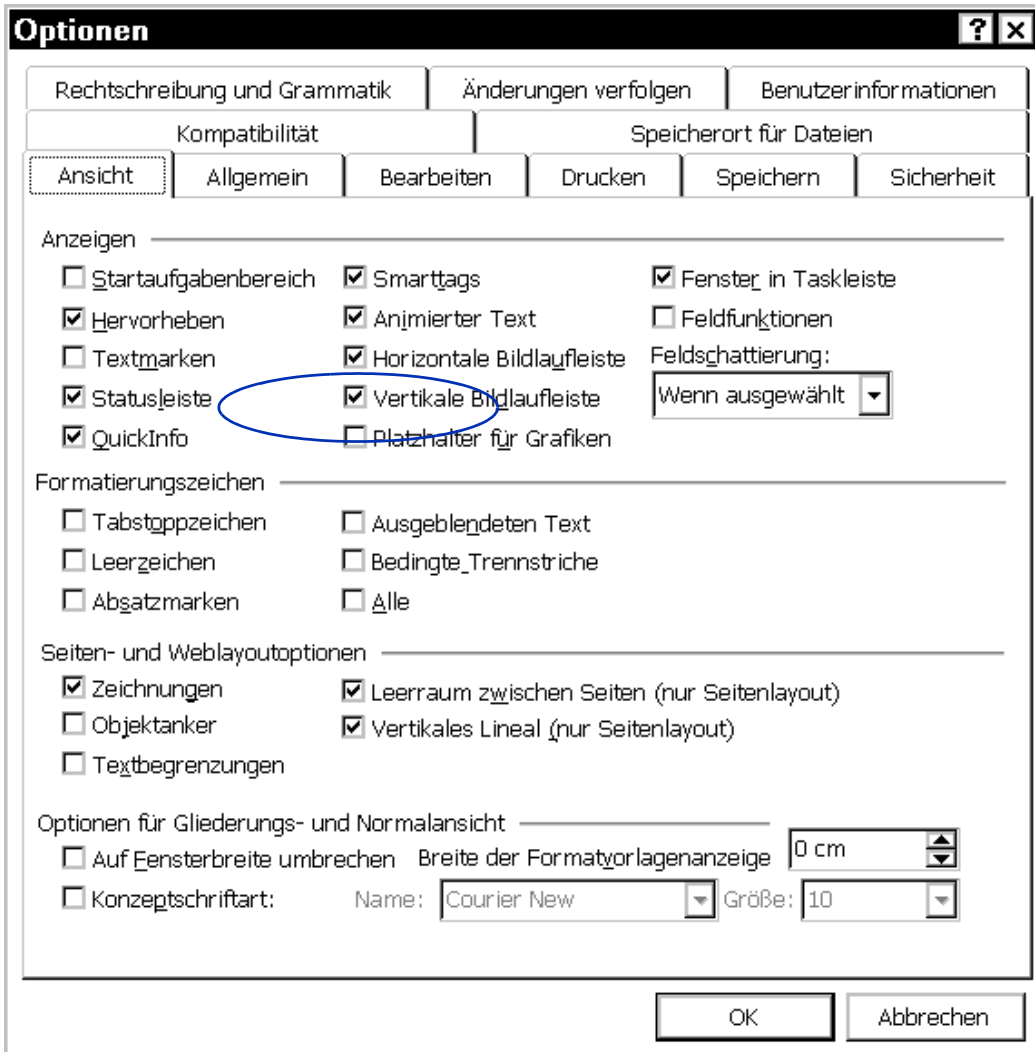 Optionen
Rechtschreibung und Grammatik Änderungen verfolgen Benutzerinformationen
Kompatibilität Speicherort für Dateien
Ansicht Allgemein Bearbeiten Drucken Speichern Sicherheit
Anzeigen
Startaufgabenbereich Smarttags Fenster in Taskleiste
Hervorheben Animierter Text Feldfunktionen
Textmarken Horizontale Bildlaufleiste Feldschattierung:
Statusleiste Vertikale Bildlaufleiste Wenn ausgewählt
QuickInfo Platzhalter für Grafiken
Formatierungszeichen
Tabstoppzeichen Ausgeblendeten Text
Leerzeichen Bedingte Trennstriche
Absatzmarken Alle
Seiten- und Weblayoutoptionen
Zeichnungen Leerraum zwischen Seiten (nur Seitenlayout)
Objektanker Vertikales Lineal (nur Seitenlayout)
Textbegrenzungen
Optionen für Gliederungs- und Normalansicht
Auf Fensterbreite umbrechen Breite der Formatvorlagenanzeige 0 cm
Konzeptschriftart: Name: Courier New Größe: 10
OK Abbrechen